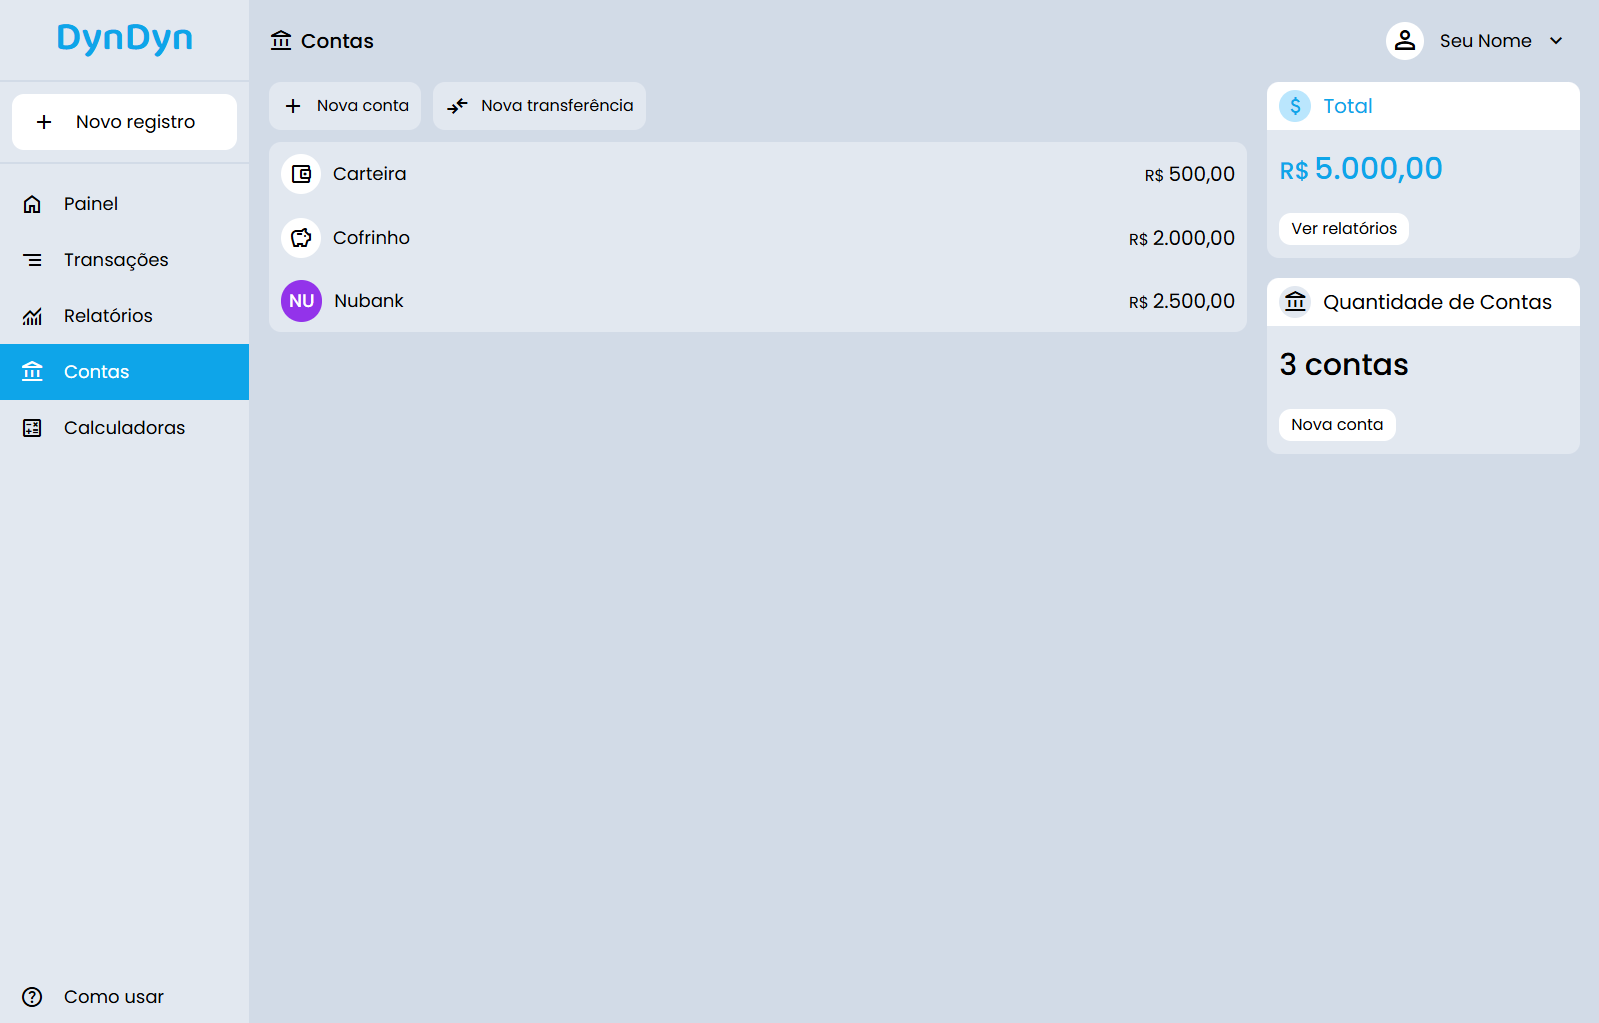 DynDyn
Novo registro
Painel
Transações
Relatórios
Contas
Calculadoras
Como usar
Contas
Seu Nome
Nova conta
Nova transferência
Carteira
R$ 500,00
Cofrinho
R$ 2.000,00
NU
Nubank
R$ 2.500,00
$ Total
R$ 5.000,00
Ver relatórios
Quantidade de Contas
3 contas
Nova conta